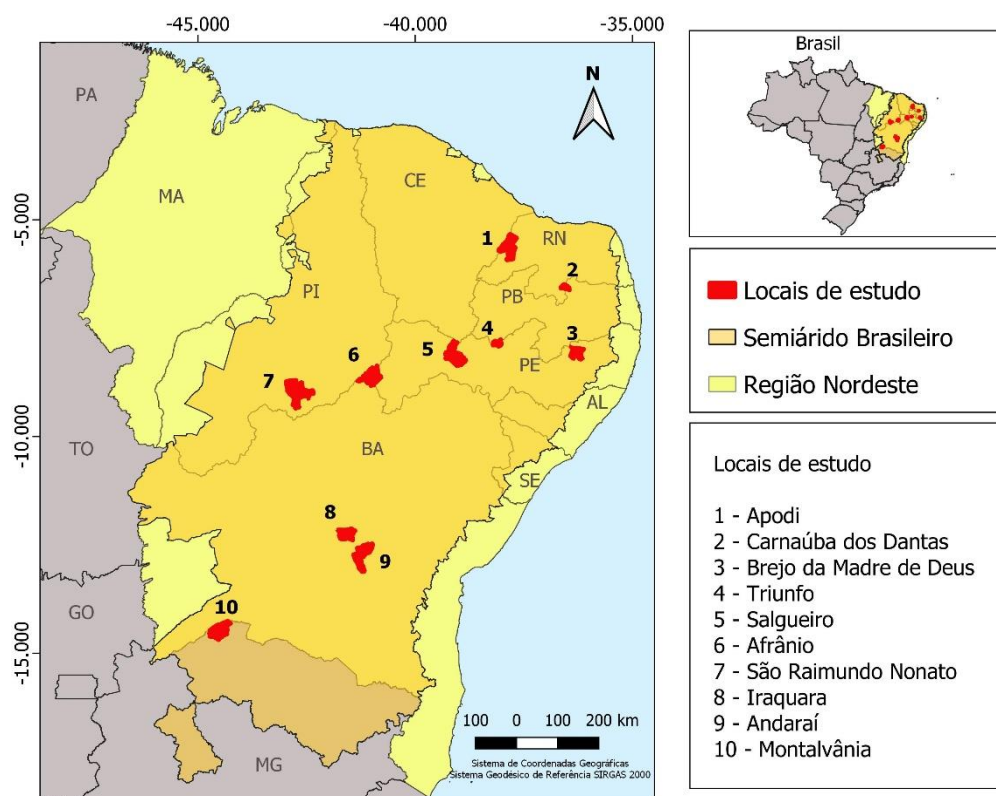 -45.000
-40.000
-35.000
N
PA
MA
CE
-5.000
1
RN
2
PI
PB
4
3
5
6
PE
7
AL
-10.000
TO
BA
SE
8
9
GO
10
-15.000
MG
100 0 100 200 km
Sistema de Coordenadas Geográficas
Sistema Geodésico de Referência SIRGAS 2000
Brasil
Locais de estudo
Semiárido Brasileiro
Região Nordeste
Locais de estudo
1 - Apodi
2 - Carnaúba dos Dantas
3 - Brejo da Madre de Deus
4 - Triunfo
5 - Salgueiro
6 - Afrânio
7 - São Raimundo Nonato
8 - Iraquara
9 - Andaraí
10 - Montalvânia